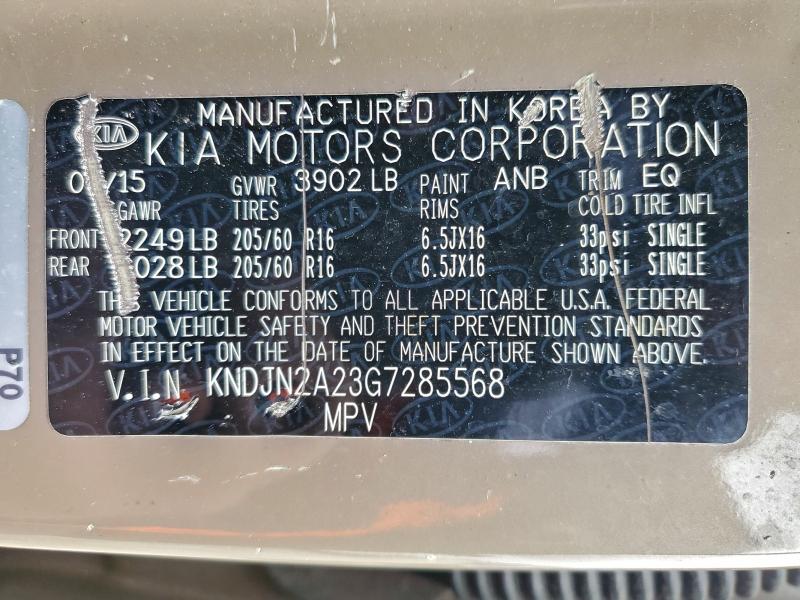 MANUFACTURED IN KOREA BY
KIA KIA MOTORS CORPORATION
GVWR 3902 LB PAINT ANB TRIM EQ
GAWR TIRES RIMS COLD TIRE INFL
FRONT 2249 LB 205/60 R16 6.5JX16 33psi SINGLE
REAR 205/60 R16 6.5JX16 33psi SINGLE
THIS VEHICLE CONFORMS TO ALL APPLICABLE U.S.A. FEDERAL
MOTOR VEHICLE SAFETY AND THEFT PREVENTION STANDARDS
IN EFFECT ON THE DATE OF MANUFACTURE SHOWN ABOVE.
V.I.N KNDJN2A23G7285568
MPV
P70